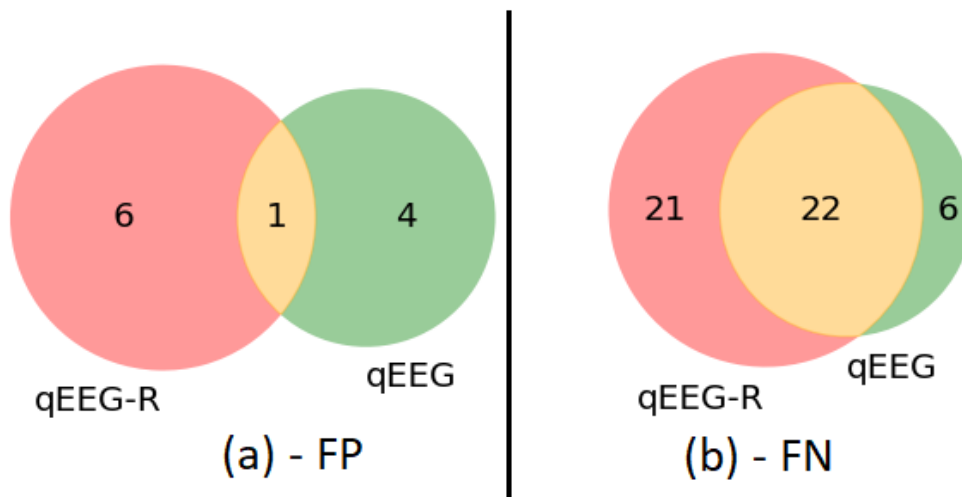 6 1 4
qEEG-R
qEEG
(a) - FP
21 22 6
qEEG-R
qEEG
(b) - FN